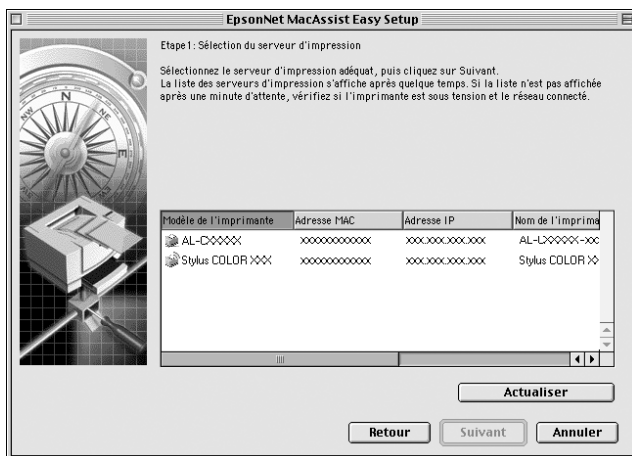 EpsonNet MacAssist Easy Setup
Etape1: Sélection du serveur d'impression
Sélectionnez le serveur d'impression adéquat, puis cliquez sur Suivant.
La liste des serveurs d'impression s'affiche après quelque temps. Si la liste n'est pas affichée
après une minute d'attente, vérifiez si l'imprimante est sous tension et le réseau connecté.
N
NE
E
Modèle de l'imprimante Adresse MAC Adresse IP Nom de l'imprima
AL-CXXXXX XXXXXXXXXXXX XXX.XXX.XXX.XXX AL-CXXXXX-XX
Stylus COLOR XXX XXXXXXXXXXXX XXX.XXX.XXX.XXX Stylus COLOR X
Actualiser
Retour Suivant Annuler